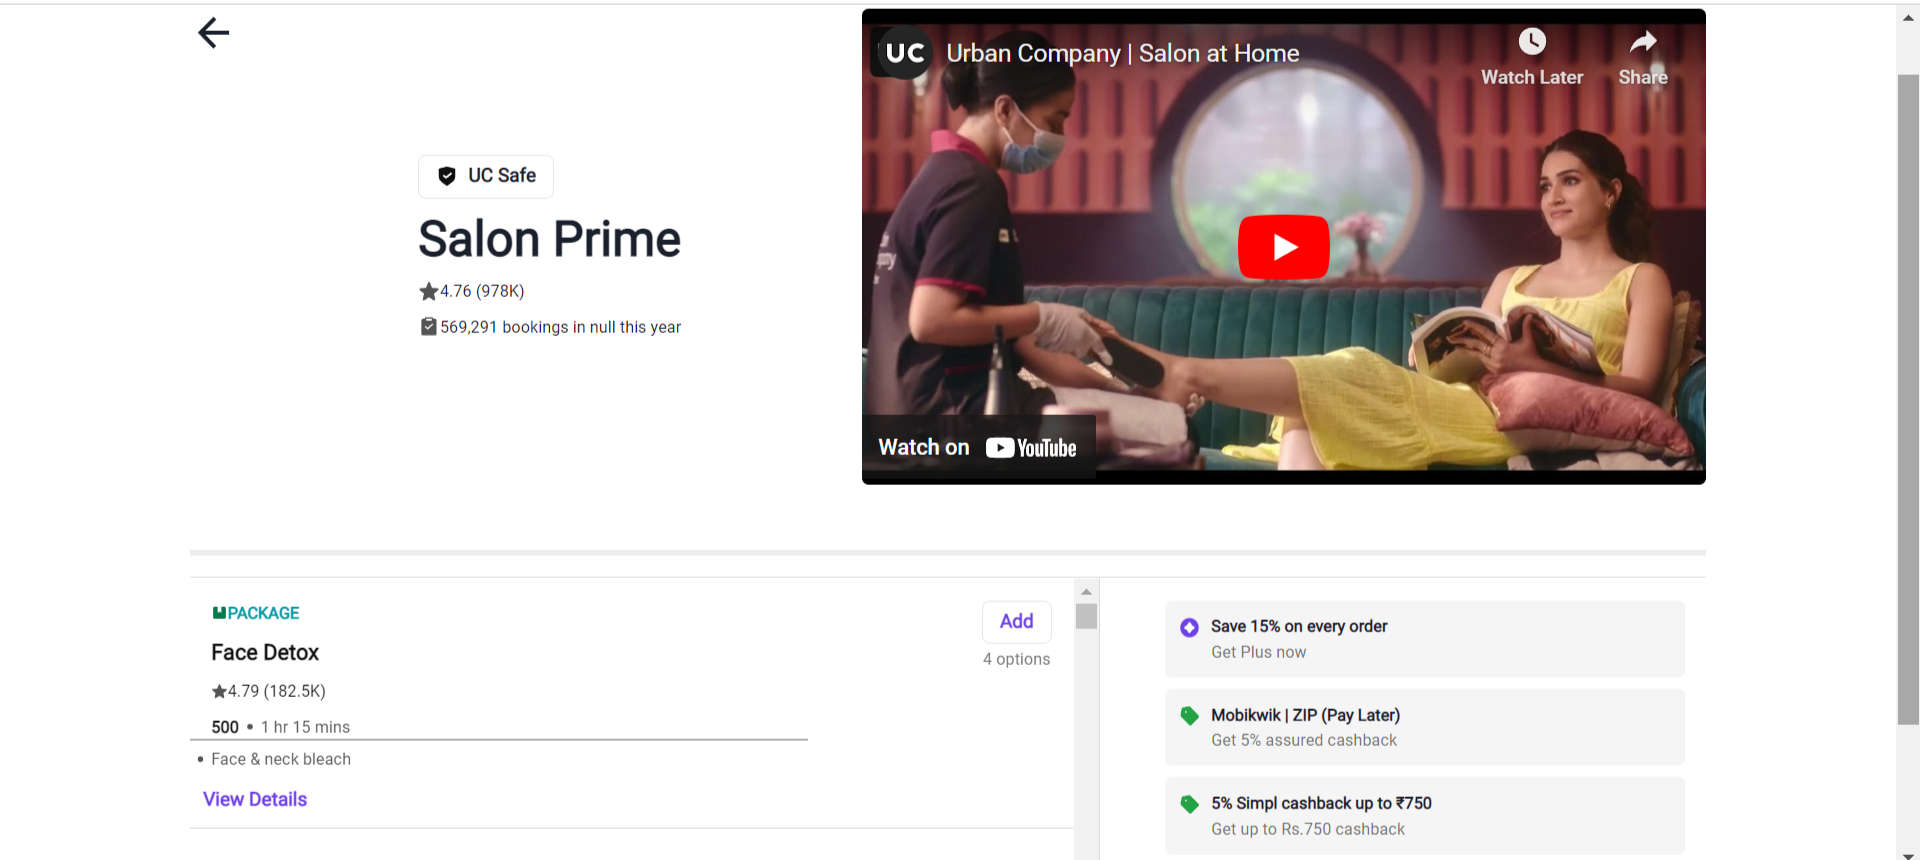 UC Safe
Salon Prime
4.76 (978K)
569,291 bookings in null this year
UC Urban Company | Salon at Home
Watch Later
Share
Watch on YouTube
PACKAGE
Face Detox
4.79 (182.5K)
500 • 1 hr 15 mins
• Face & neck bleach
View Details
Add
4 options
Save 15% on every order
Get Plus now
Mobikwik | ZIP (Pay Later)
Get 5% assured cashback
5% Simpl cashback up to ₹750
Get up to Rs.750 cashback